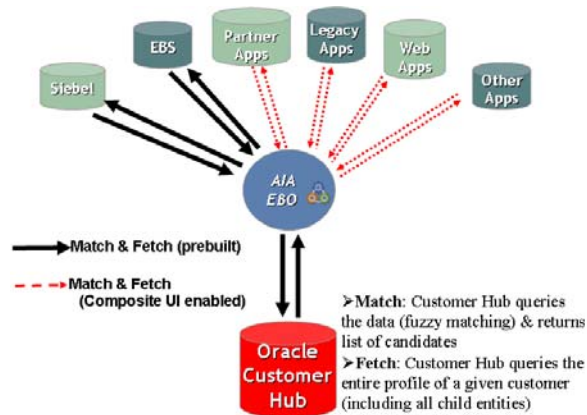 Siebel
EBS
Partner
Apps
Legacy
Apps
Web
Apps
Other
Apps
AIA
EBO
Match & Fetch (prebuilt)
Match & Fetch
(Composite UI enabled)
Oracle
Customer
Hub
➢Match: Customer Hub queries
the data (fuzzy matching) & returns
list of candidates
➢Fetch: Customer Hub queries the
entire profile of a given customer
(including all child entities)